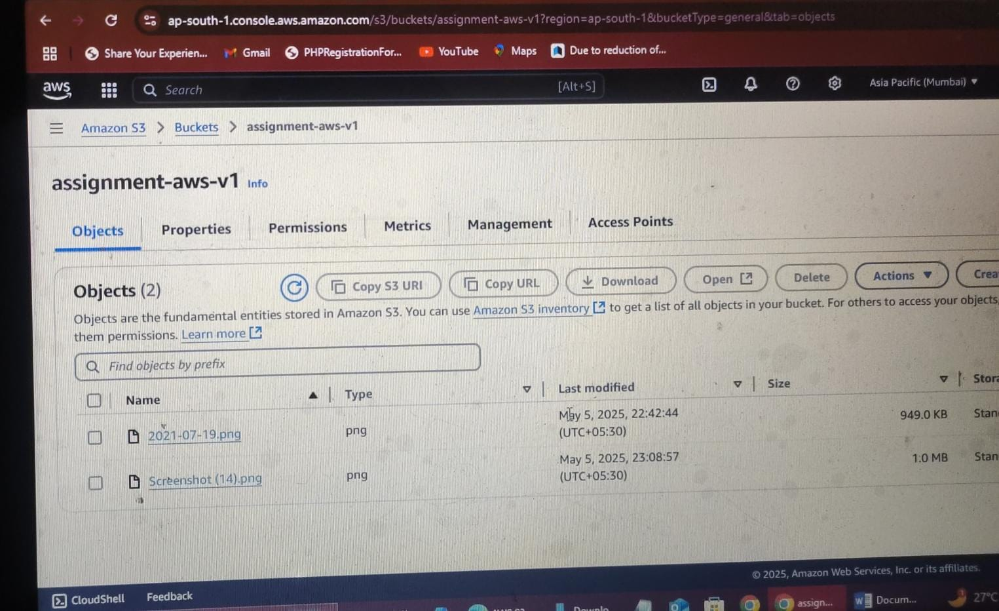 ap-south-1.console.aws.amazon.com/s3/buckets/assignment-aws-v1?region=ap-south-1&bucketType=general&tab=objects
Share Your Experien... Gmail PHPRegistrationFor... YouTube Maps Due to reduction of...
aws Search [Alt+S] Asia Pacific (Mumbai)
Amazon S3 > Buckets > assignment-aws-v1
assignment-aws-v1 Info
Objects Properties Permissions Metrics Management Access Points
Objects (2) Copy S3 URI Copy URL Download Open Delete Actions Crea
Objects are the fundamental entities stored in Amazon S3. You can use Amazon S3 inventory to get a list of all objects in your bucket. For others to access your objects,
them permissions. Learn more
Find objects by prefix
Name Type Last modified Size Stora
2021-07-19.png png May 5, 2025, 22:42:44 949.0 KB Stan
(UTC+05:30)
Screenshot (14).png png May 5, 2025, 23:08:57 1.0 MB Stan
(UTC+05:30)
© 2025, Amazon Web Services, Inc. or its affiliates.
CloudShell Feedback
assign... Docum... 27°C